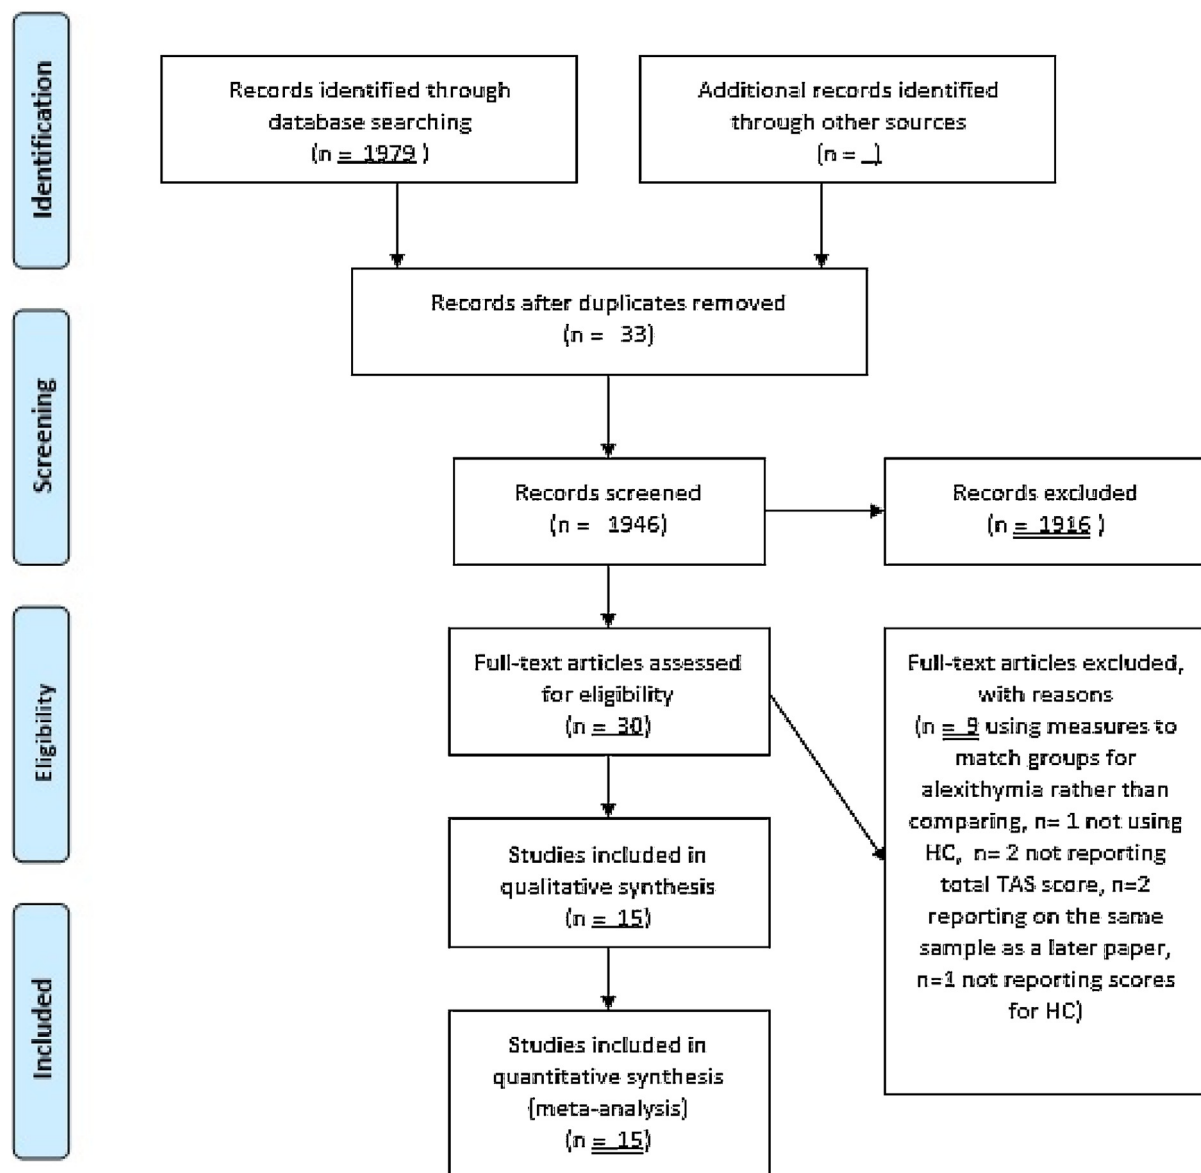 Identification
Records identified through
database searching
(n = 1979 )
Additional records identified
through other sources
(n = )
Records after duplicates removed
(n = 33)
Screening
Records screened
(n = 1946)
Records excluded
(n = 1916 )
Eligibility
Full-text articles assessed
for eligibility
(n = 30)
Full-text articles excluded,
with reasons
(n = 9 using measures to
match groups for
alexithymia rather than
comparing, n= 1 not using
HC, n= 2 not reporting
total TAS score, n=2
reporting on the same
sample as a later paper,
n=1 not reporting scores
for HC)
Studies included in
qualitative synthesis
(n = 15)
Included
Studies included in
quantitative synthesis
(meta-analysis)
(n = 15)